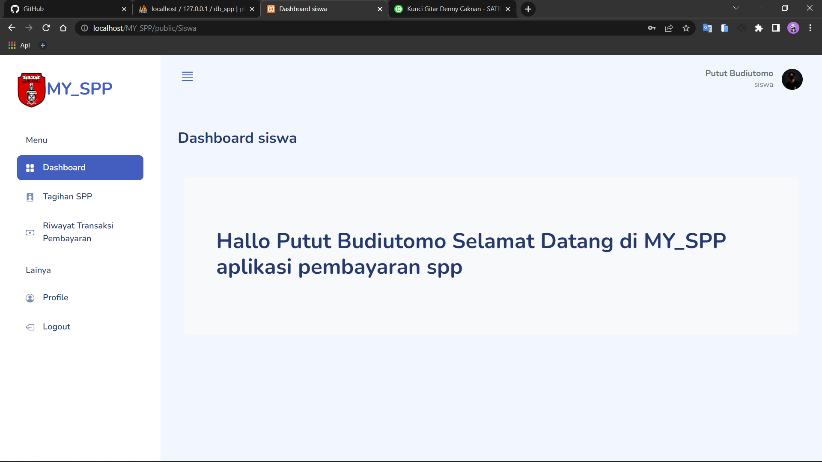 GitHub
localhost / 127.0.0.1 / db_spp | p
Dashboard siswa
Kunci Gitar Denny Caknan - SATR
localhost/MY_SPP/public/Siswa
Apl
MY_SPP
Putut Budiutomo
siswa
Menu
Dashboard siswa
Dashboard
Tagihan SPP
Riwayat Transaksi
Pembayaran
Hallo Putut Budiutomo Selamat Datang di MY_SPP
aplikasi pembayaran spp
Lainya
Profile
Logout